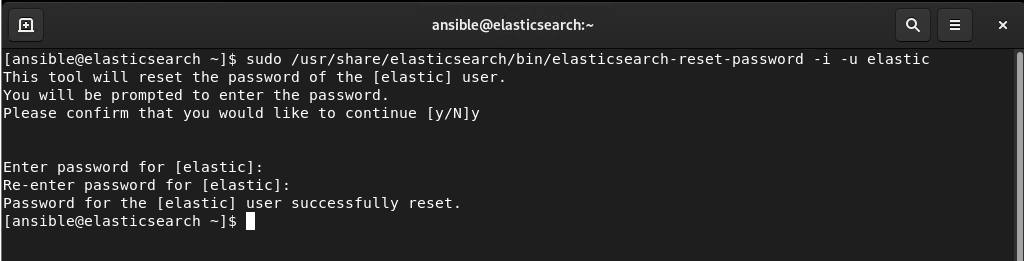 ansible@elasticsearch:~
[ansible@elasticsearch ~]$ sudo /usr/share/elasticsearch/bin/elasticsearch-reset-password -i -u elastic
This tool will reset the password of the [elastic] user.
You will be prompted to enter the password.
Please confirm that you would like to continue [y/N]y
Enter password for [elastic]:
Re-enter password for [elastic]:
Password for the [elastic] user successfully reset.
[ansible@elasticsearch ~]$